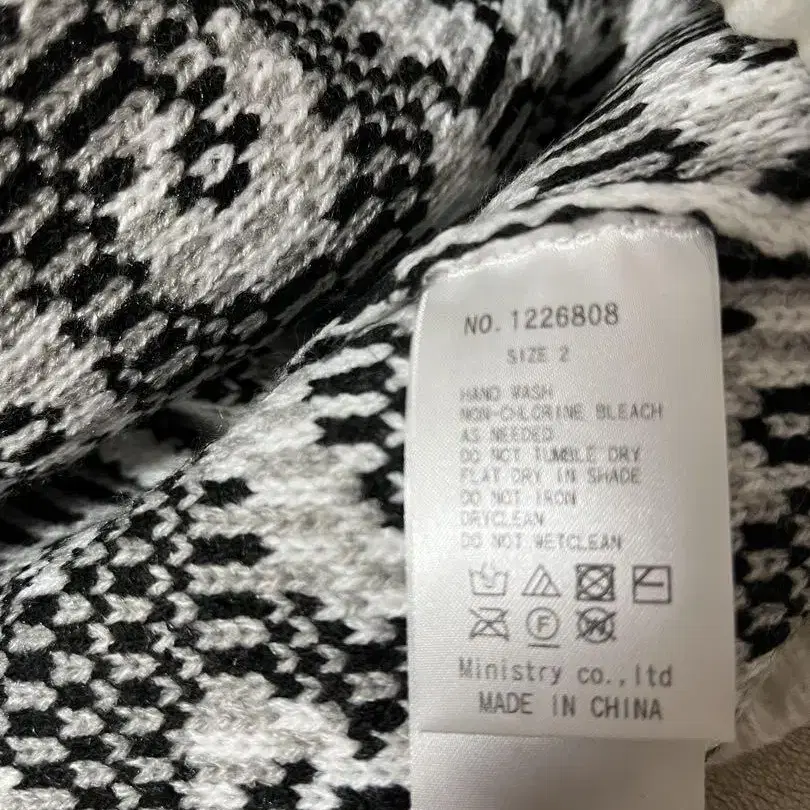 NO. 1226808
SIZE 2
HAND WASH
NON-CHLORINE BLEACH
AS NEEDED
DO NOT TUMBLE DRY
FLAT DRY IN SHADE
DO NOT IRON
DRYCLEAN
DO NOT WETCLEAN
F W
Ministry co.,ltd
MADE IN CHINA